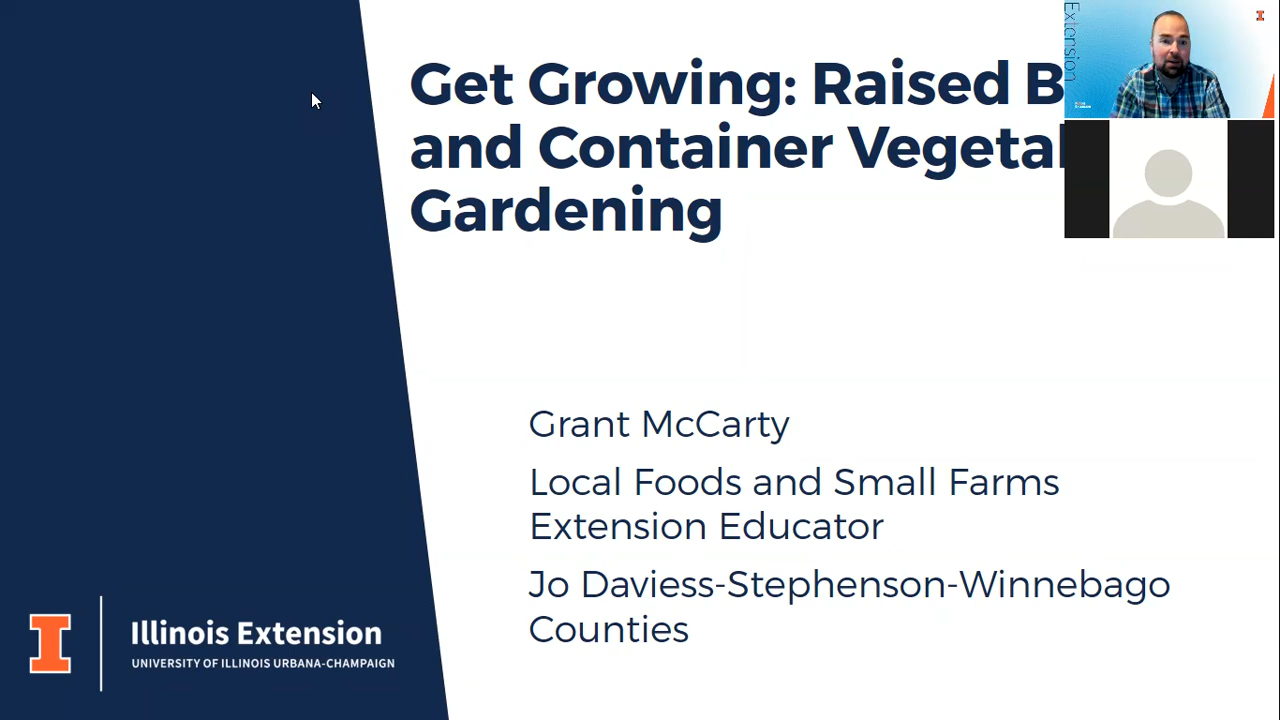 Get Growing: Raised B
and Container Vegeta
Gardening
Grant McCarty
Local Foods and Small Farms
Extension Educator
Jo Daviess-Stephenson-Winnebago
Counties
Illinois Extension
UNIVERSITY OF ILLINOIS URBANA-CHAMPAIGN
Extension